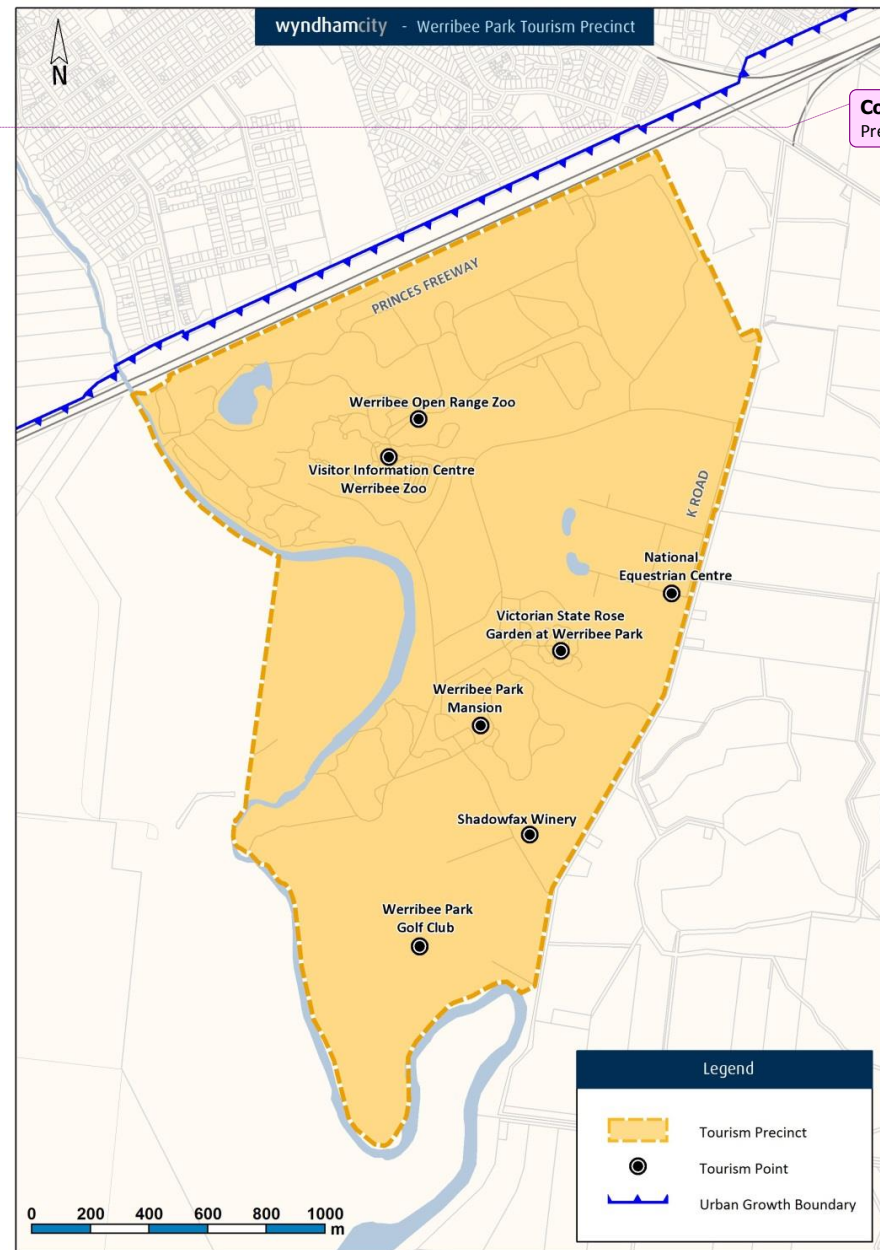 wyndhamcity - Werribee Park Tourism Precinct
N
PRINCES FREEWAY
Werribee Open Range Zoo
Visitor Information Centre
Werribee Zoo
K ROAD
National
Equestrian Centre
Victorian State Rose
Garden at Werribee Park
Werribee Park
Mansion
Shadowfax Winery
Werribee Park
Golf Club
Legend
Tourism Precinct
Tourism Point
Urban Growth Boundary
0 200 400 600 800 1000
m